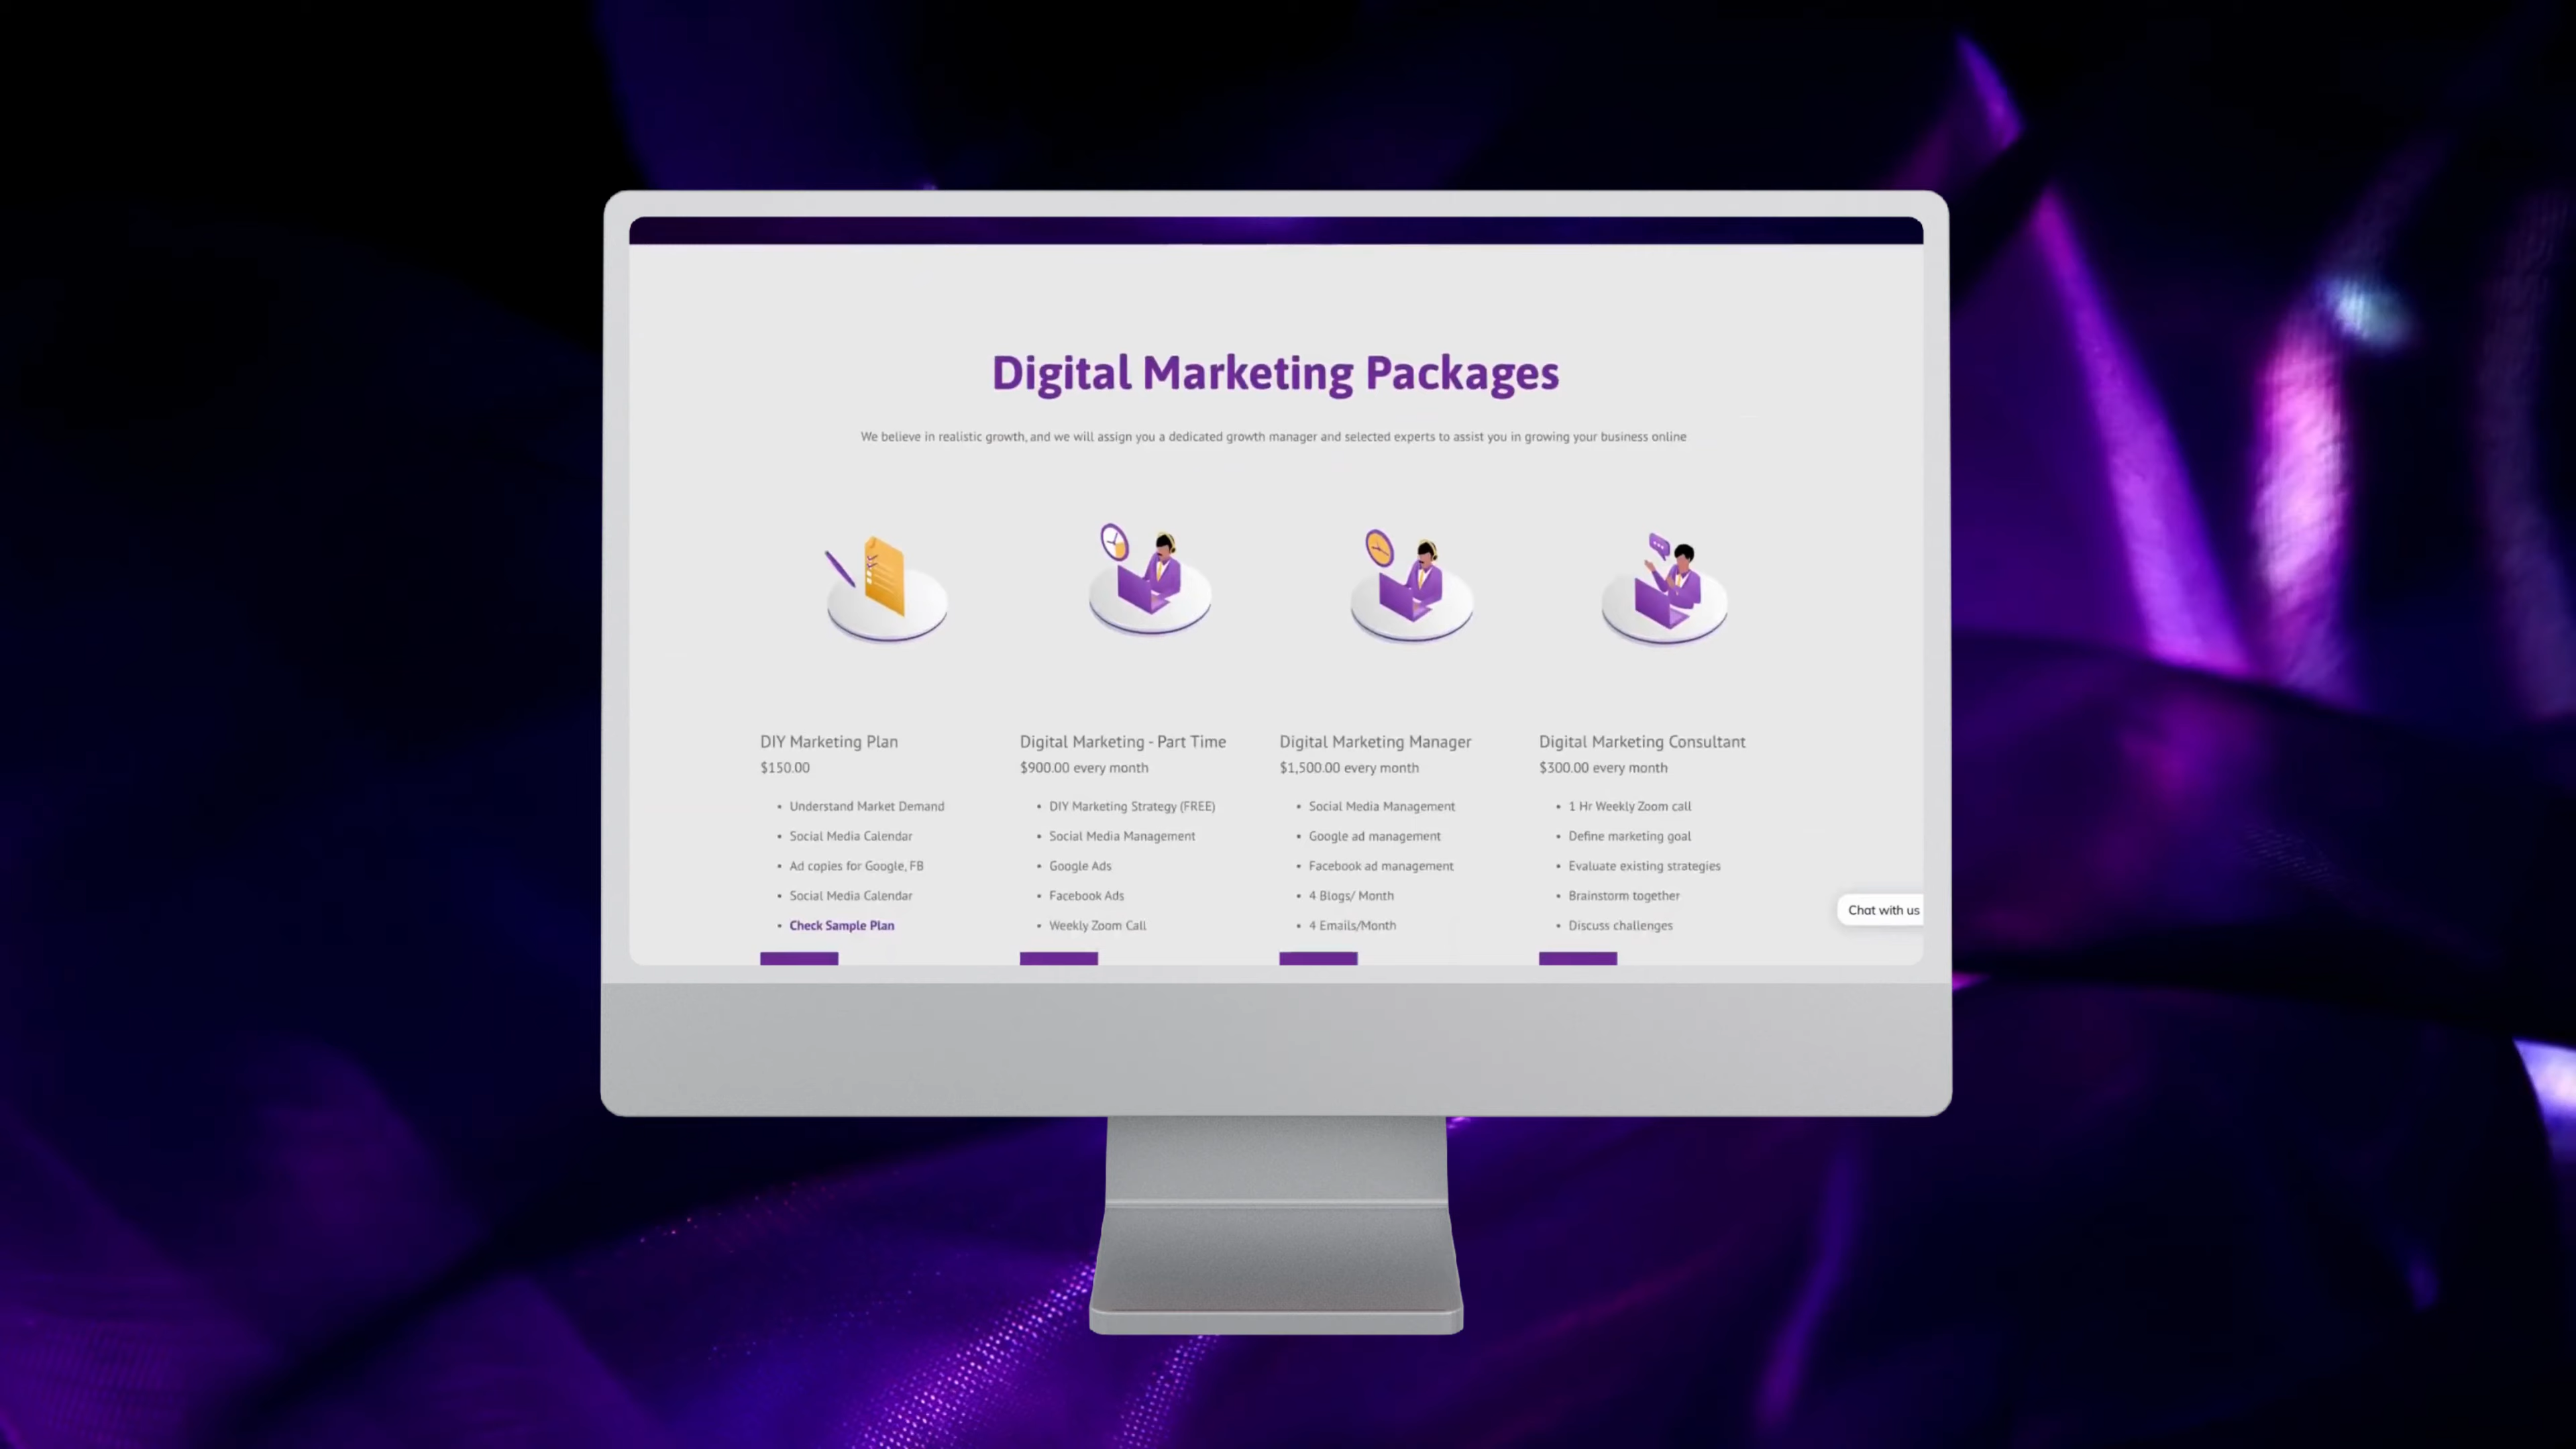 Digital Marketing Packages
We believe in realistic growth, and we will assign you a dedicated growth manager and selected experts to assist you in growing your business online
DIY Marketing Plan
$150.00
• Understand Market Demand
• Social Media Calendar
• Ad copies for Google, FB
• Social Media Calendar
• Check Sample Plan
Digital Marketing - Part Time
$900.00 every month
• DIY Marketing Strategy (FREE)
• Social Media Management
• Google Ads
• Facebook Ads
• Weekly Zoom Call
Digital Marketing Manager
$1,500.00 every month
• Social Media Management
• Google ad management
• Facebook ad management
• 4 Blogs/ Month
• 4 Emails/Month
Digital Marketing Consultant
$300.00 every month
• 1 Hr Weekly Zoom call
• Define marketing goal
• Evaluate existing strategies
• Brainstorm together
• Discuss challenges
Chat with us